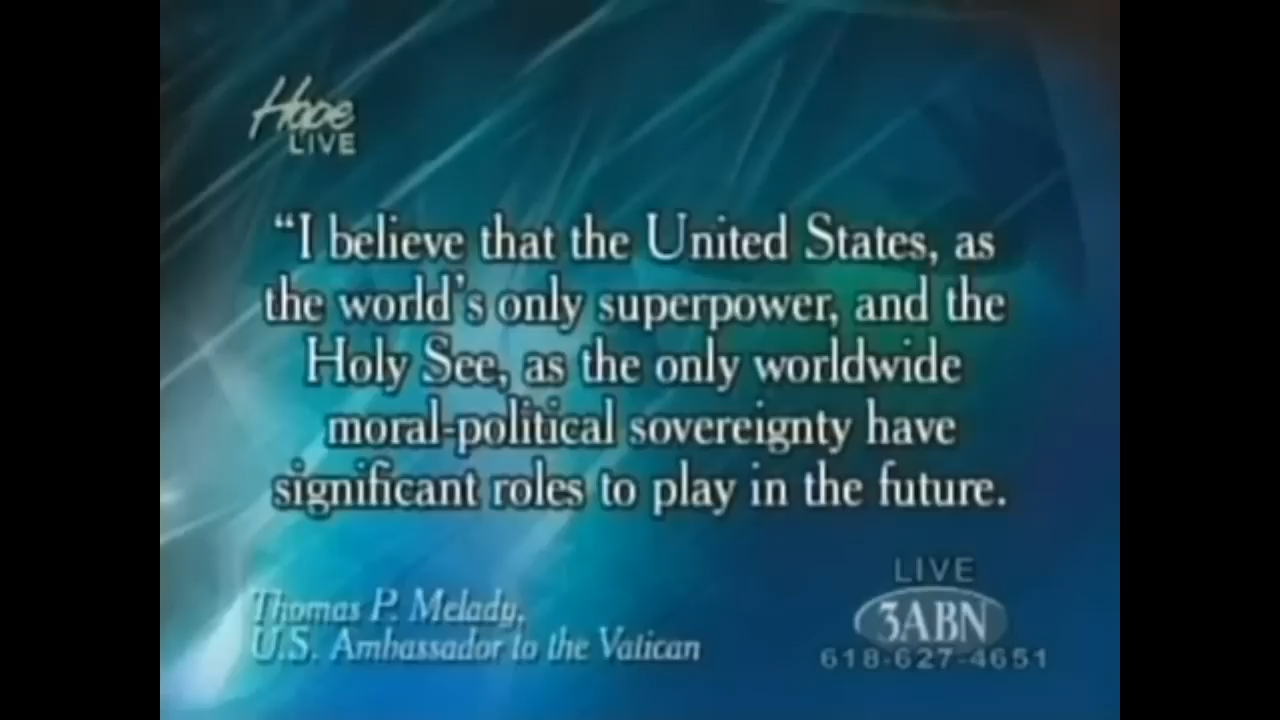 Hope
LIVE
“I believe that the United States, as
the world's only superpower, and the
Holy See, as the only worldwide
moral-political sovereignty have
significant roles to play in the future.
Thomas P. Melady,
U.S. Ambassador to the Vatican
LIVE
3ABN
618-627-4651